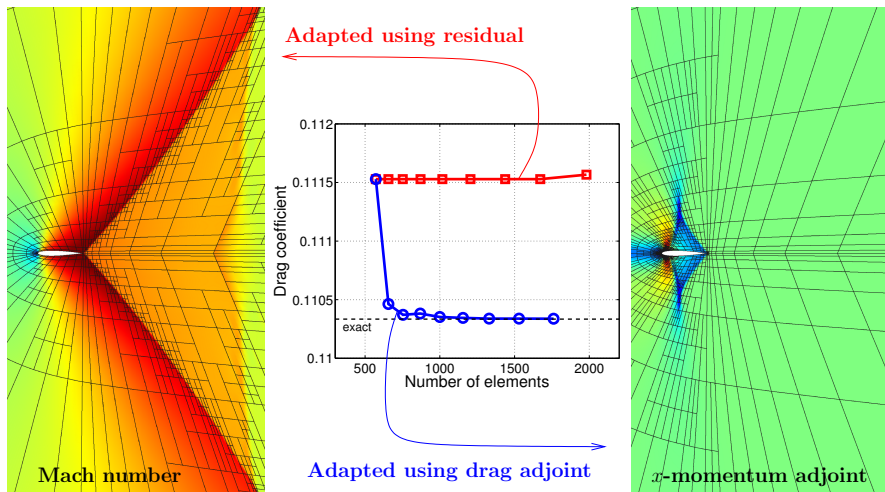 Adapted using residual
0.112
0.1115
0.111
0.1105
0.11
Drag coefficient
exact
500
1000
1500
2000
Number of elements
Mach number
Adapted using drag adjoint
x-momentum adjoint